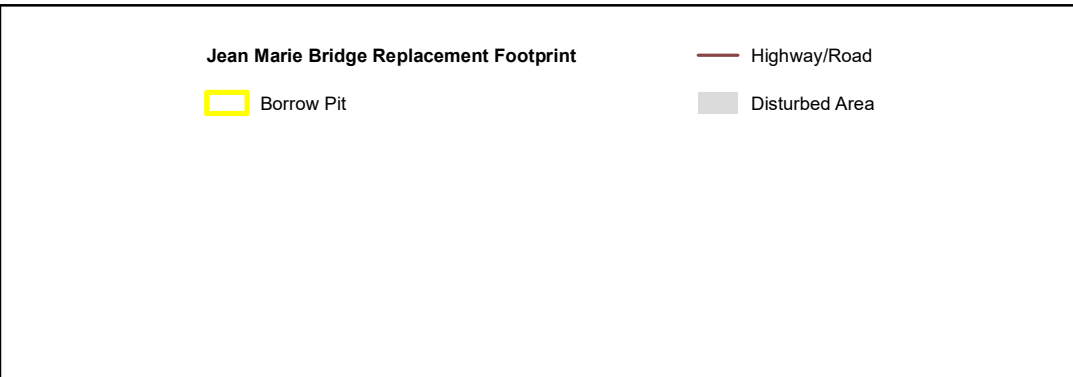 Jean Marie Bridge Replacement Footprint
Borrow Pit
Highway/Road
Disturbed Area